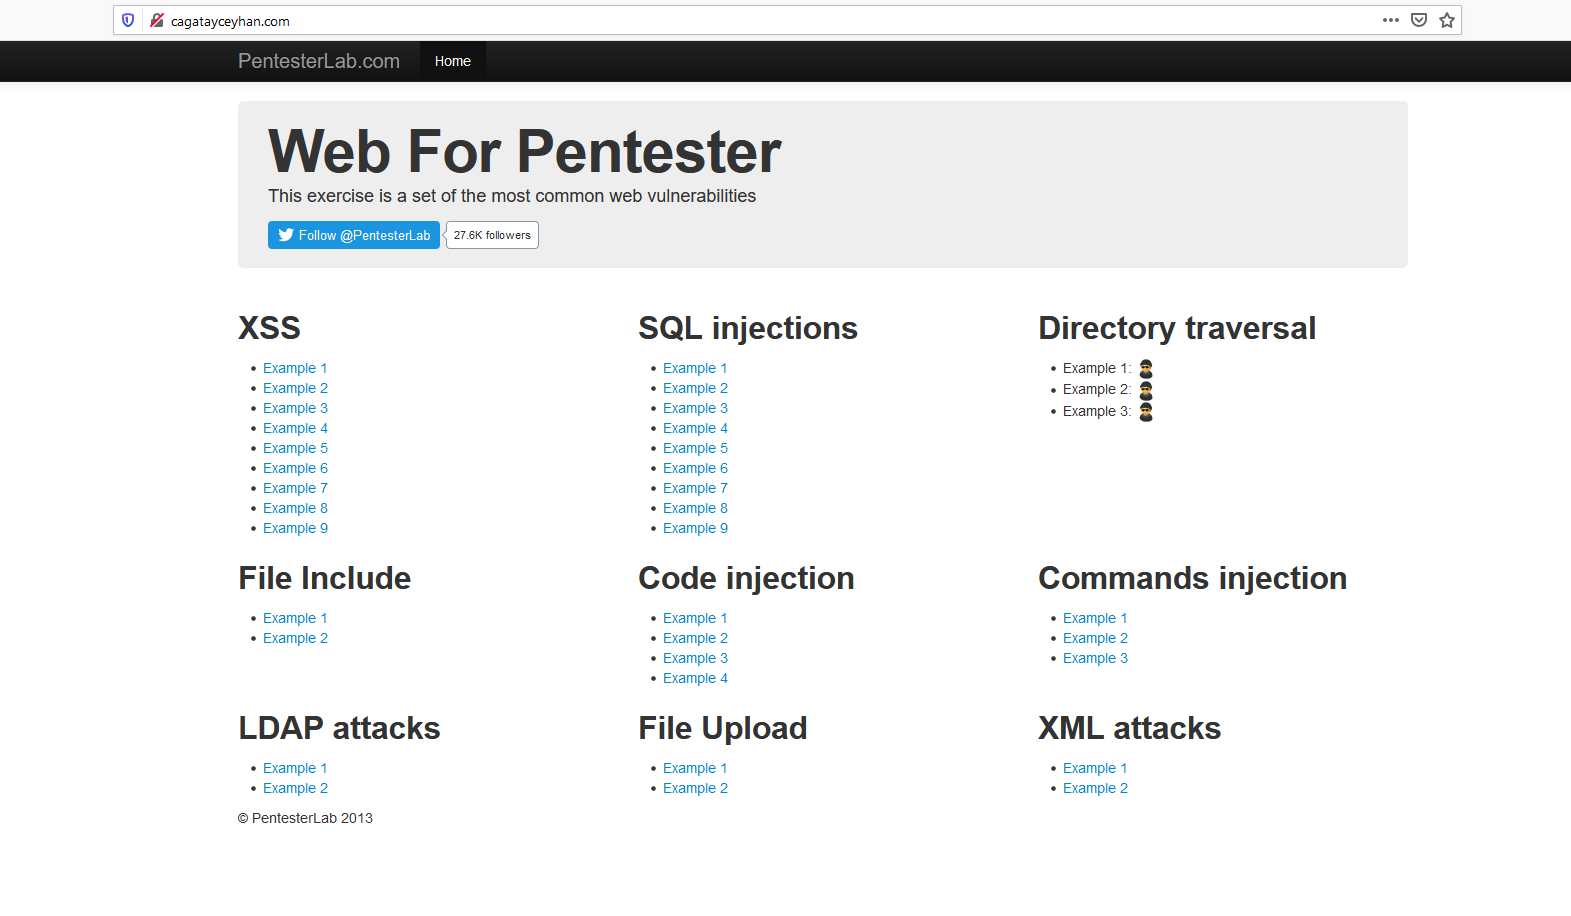 cagatayceyhan.com
PentesterLab.com Home
Web For Pentester
This exercise is a set of the most common web vulnerabilities
Follow @PentesterLab 27.6K followers
XSS
Example 1
Example 2
Example 3
Example 4
Example 5
Example 6
Example 7
Example 8
Example 9
SQL injections
Example 1
Example 2
Example 3
Example 4
Example 5
Example 6
Example 7
Example 8
Example 9
Directory traversal
Example 1:
Example 2:
Example 3:
File Include
Example 1
Example 2
Code injection
Example 1
Example 2
Example 3
Example 4
Commands injection
Example 1
Example 2
Example 3
LDAP attacks
Example 1
Example 2
File Upload
Example 1
Example 2
XML attacks
Example 1
Example 2
© PentesterLab 2013